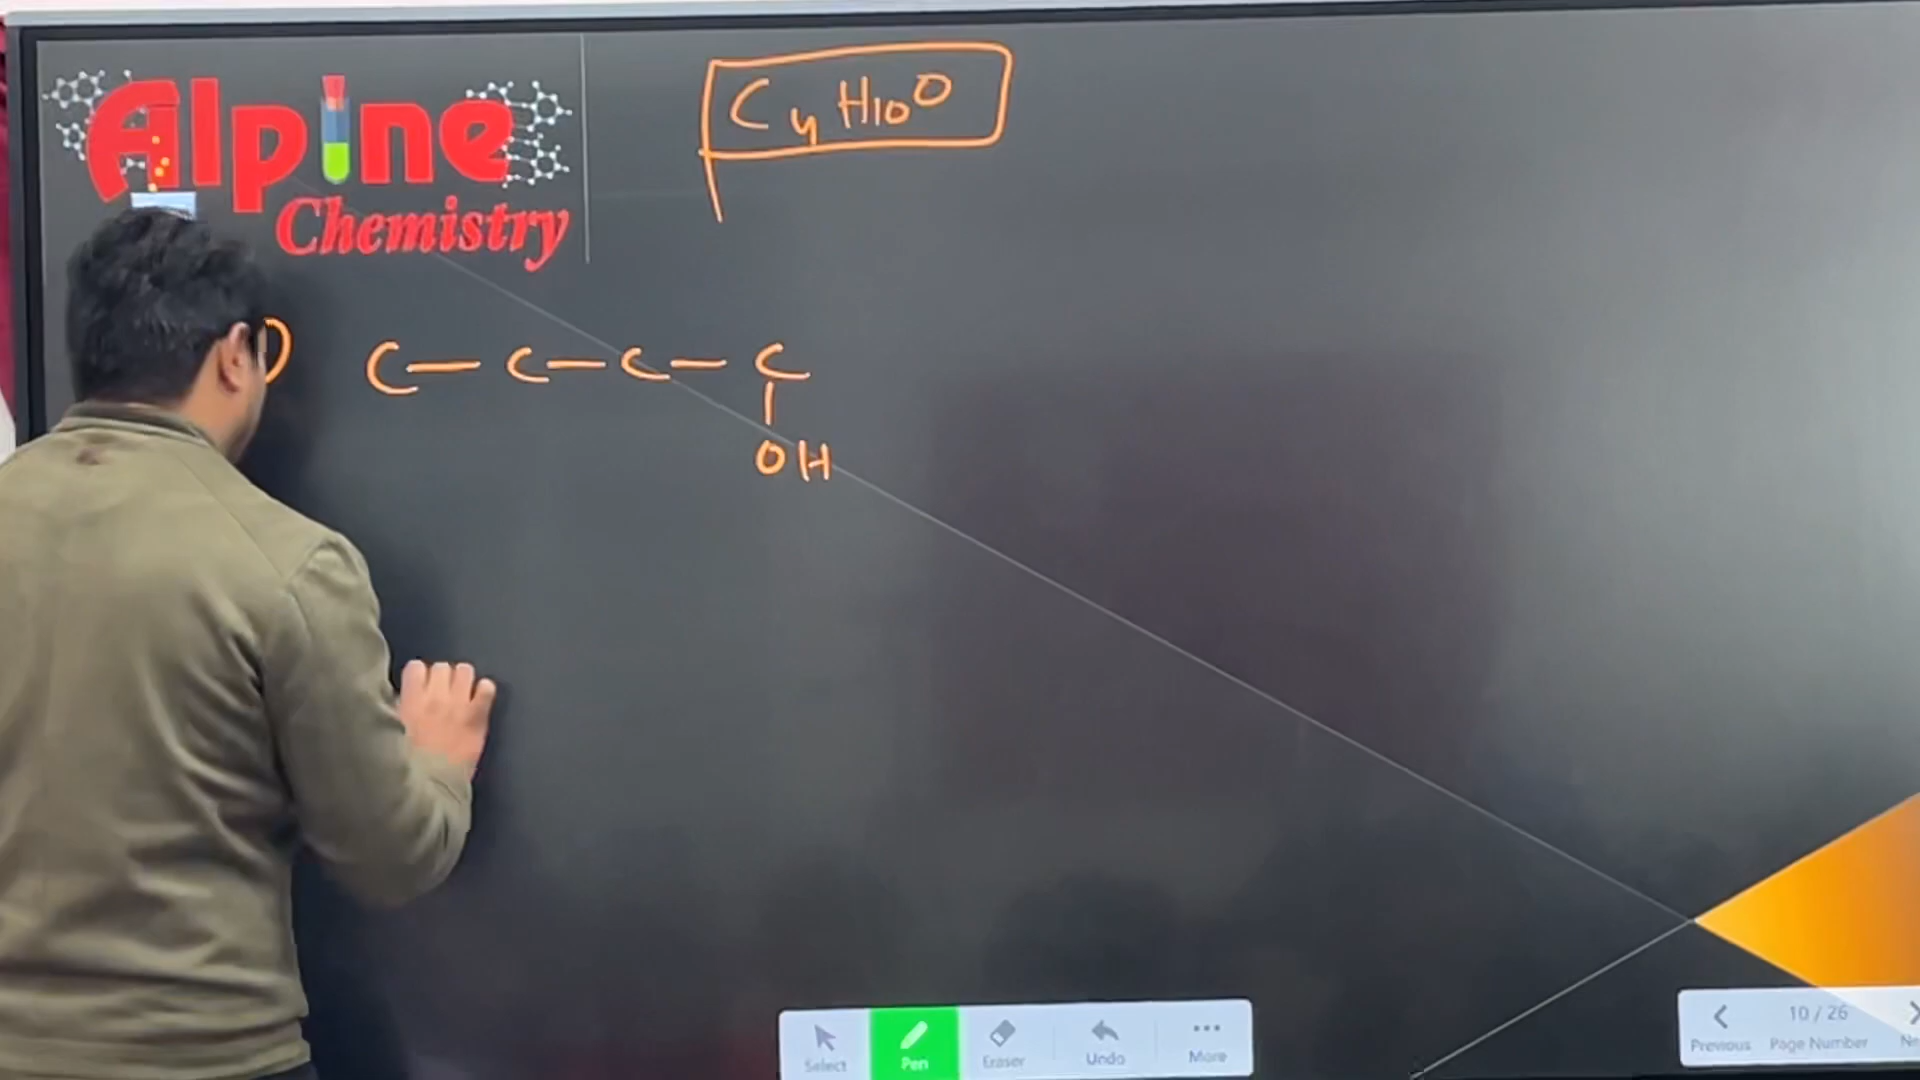 Alpine
Chemistry
C4H10O
)
C — C — C — C
OH
Select
Pen
Eraser
Undo
More
Previous
10 / 26
Page Number